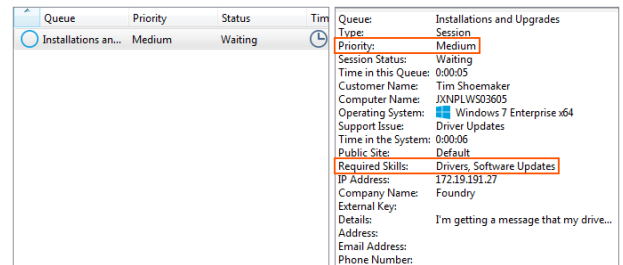 Queue Priority Status Tim
Installations an... Medium Waiting
Queue: Installations and Upgrades
Type: Session
Priority: Medium
Session Status: Waiting
Time in this Queue: 0:00:05
Customer Name: Tim Shoemaker
Computer Name: JXNPLWS03605
Operating System: Windows 7 Enterprise x64
Support Issue: Driver Updates
Time in the System: 0:00:06
Public Site: Default
Required Skills: Drivers, Software Updates
IP Address: 172.19.191.27
Company Name: Foundry
External Key:
Details: I'm getting a message that my drive...
Address:
Email Address:
Phone Number: